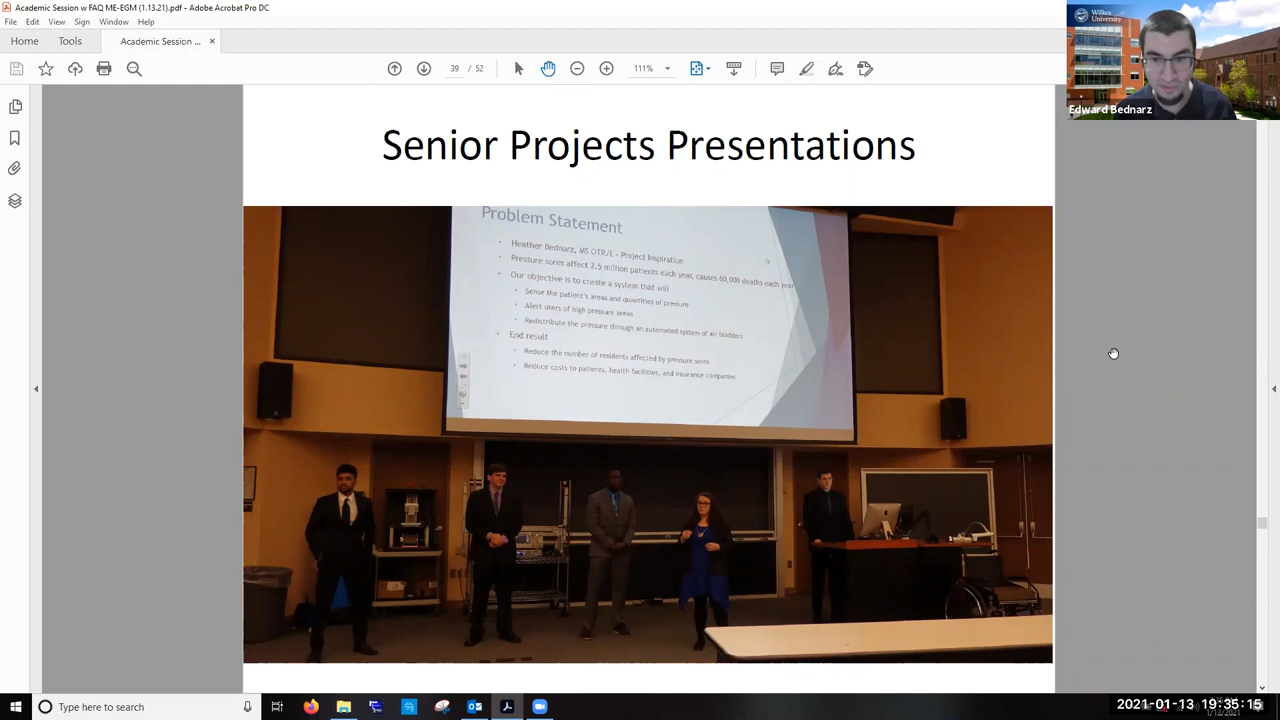 Academic Session w FAQ ME-EGM (1.13.21).pdf - Adobe Acrobat Pro DC
File Edit View Sign Window Help
Home Tools Academic Session ... ×
39 / 52 111%
Wilkes
University
Edward Bednarz
Senior Projects Presentations
Problem Statement
Heather Bednarz, MS OTR/L - Project Inspiration
Pressure sores affect 2.5 million patients each year, causes 60,000 deaths each year
Our objective is to create a system that will
Sense the patient's areas and quantities of pressure
Alert users of high pressure areas
Redistribute the pressure through an automated system of air bladders
End result
Reduce the number of residents affected by pressure sores
Reduce costs to patients, health facilities, and insurance companies
Type here to search
2021-01-13 19:35:15